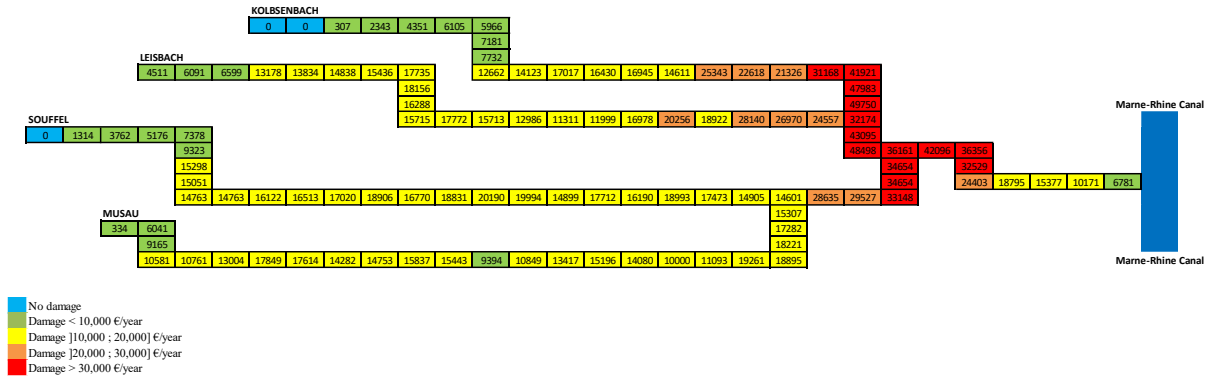 KOLBSENBACH
0 0 307 2343 4351 6105 5966
7181
LEISBACH 7732
4511 6091 6599 13178 13834 14838 15436 17735 12662 14123 17017 16430 16945 14611 25343 22618 21326 31168 41921
18156 47983
16288 49750
Marne-Rhine Canal
SOUFFEL 15715 17772 15713 12986 11311 11999 16978 20256 18922 28140 26970 24557 32174
0 1314 3762 5176 7378 43095
9323 48498 36161 42096 36356
15298 34654 32529
15051 34654 24403 18795 15377 10171 6781
14763 14763 16122 16513 17020 18906 16770 18831 20190 19994 14899 17712 16190 18993 17473 14905 14601 28635 29527 33148
MUSAU 15307
334 6041 17282
9165 18221
10581 10761 13004 17849 17614 14282 14753 15837 15443 9394 10849 13417 15196 14080 10000 11093 19261 18895
Marne-Rhine Canal
No damage
Damage < 10,000 €/year
Damage ]10,000 ; 20,000] €/year
Damage ]20,000 ; 30,000] €/year
Damage > 30,000 €/year